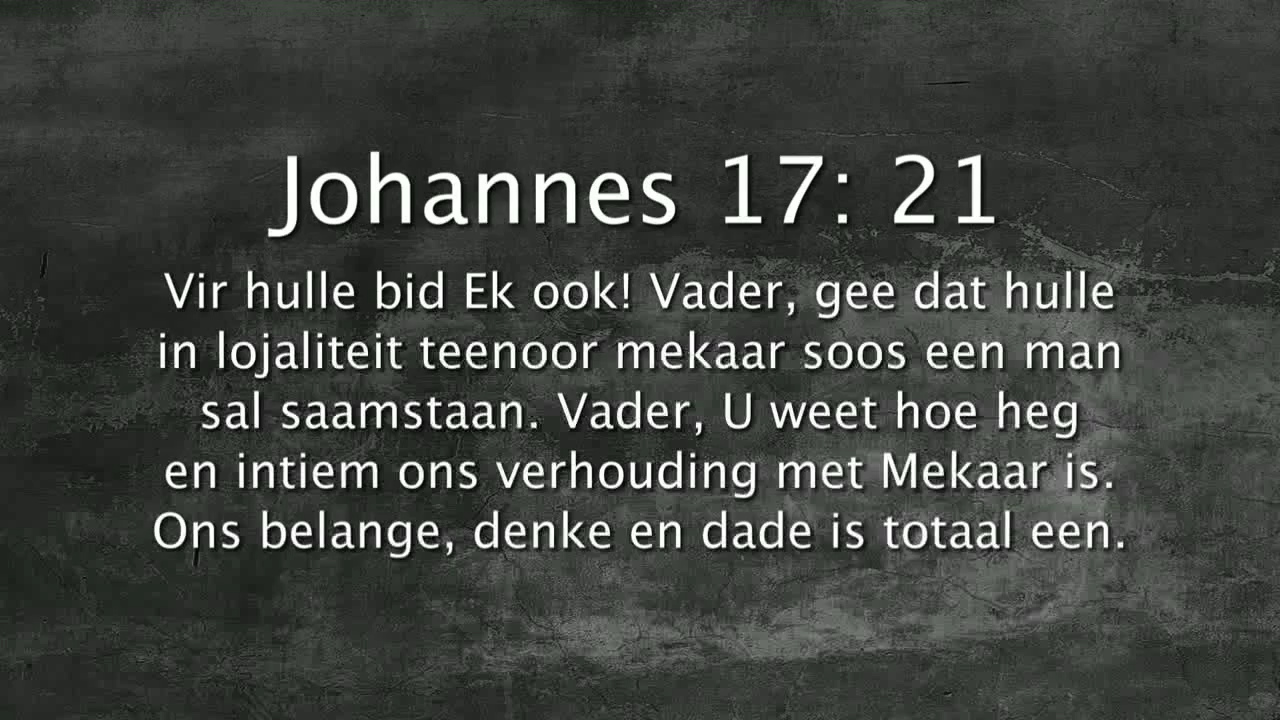 Johannes 17: 21
Vir hulle bid Ek ook! Vader, gee dat hulle
in lojaliteit teenoor mekaar soos een man
sal saamstaan. Vader, U weet hoe heg
en intiem ons verhouding met Mekaar is.
Ons belange, denke en dade is totaal een.